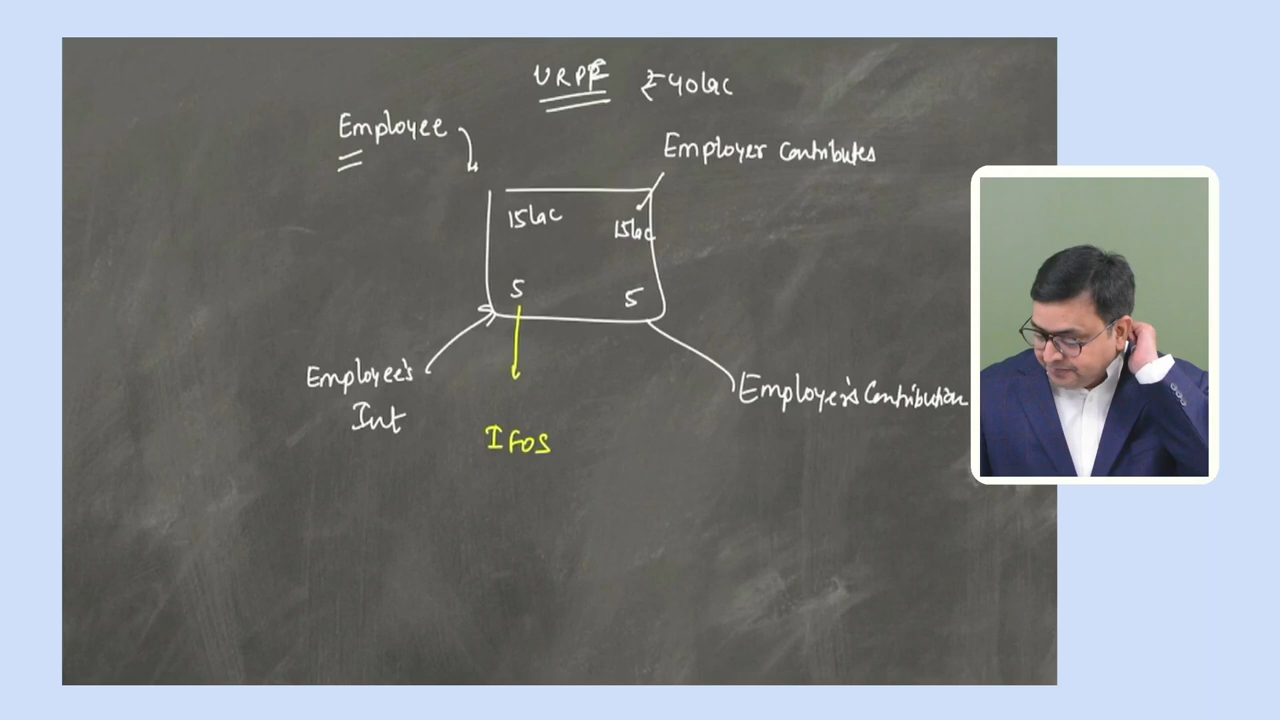 URPF ₹40lac
Employee
Employer Contributes
15lac 15lac
5 5
Employee's
Int
Employer's Contribution
IFOS